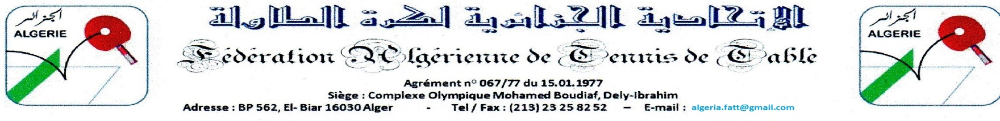 الجزائر
ALGERIE
الإتحادية الجزائرية لكرة الطاولة
Fédération Algérienne de Tennis de Table
Agrément n° 067/77 du 15.01.1977
Siège : Complexe Olympique Mohamed Boudiaf, Dely-Ibrahim
Adresse : BP 562, El- Biar 16030 Alger - Tel / Fax : (213) 23 25 82 52 – E-mail : algeria.fatt@gmail.com
الجزائر
ALGERIE